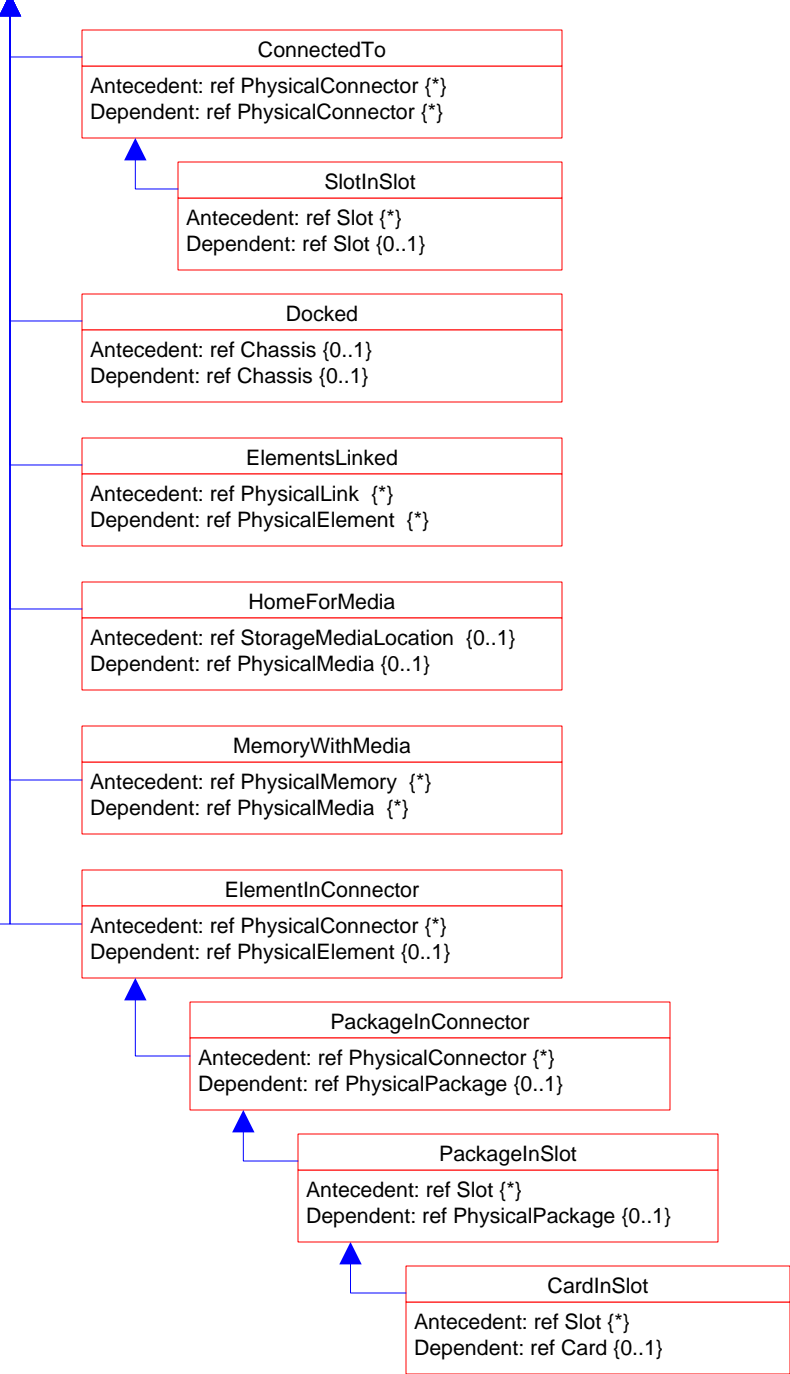 ConnectedTo
Antecedent: ref PhysicalConnector {*}
Dependent: ref PhysicalConnector {*}
SlotInSlot
Antecedent: ref Slot {*}
Dependent: ref Slot {0..1}
Docked
Antecedent: ref Chassis {0..1}
Dependent: ref Chassis {0..1}
ElementsLinked
Antecedent: ref PhysicalLink  {*}
Dependent: ref PhysicalElement  {*}
HomeForMedia
Antecedent: ref StorageMediaLocation  {0..1}
Dependent: ref PhysicalMedia {0..1}
MemoryWithMedia
Antecedent: ref PhysicalMemory  {*}
Dependent: ref PhysicalMedia  {*}
ElementInConnector
Antecedent: ref PhysicalConnector {*}
Dependent: ref PhysicalElement {0..1}
PackageInConnector
Antecedent: ref PhysicalConnector {*}
Dependent: ref PhysicalPackage {0..1}
PackageInSlot
Antecedent: ref Slot {*}
Dependent: ref PhysicalPackage {0..1}
CardInSlot
Antecedent: ref Slot {*}
Dependent: ref Card {0..1}